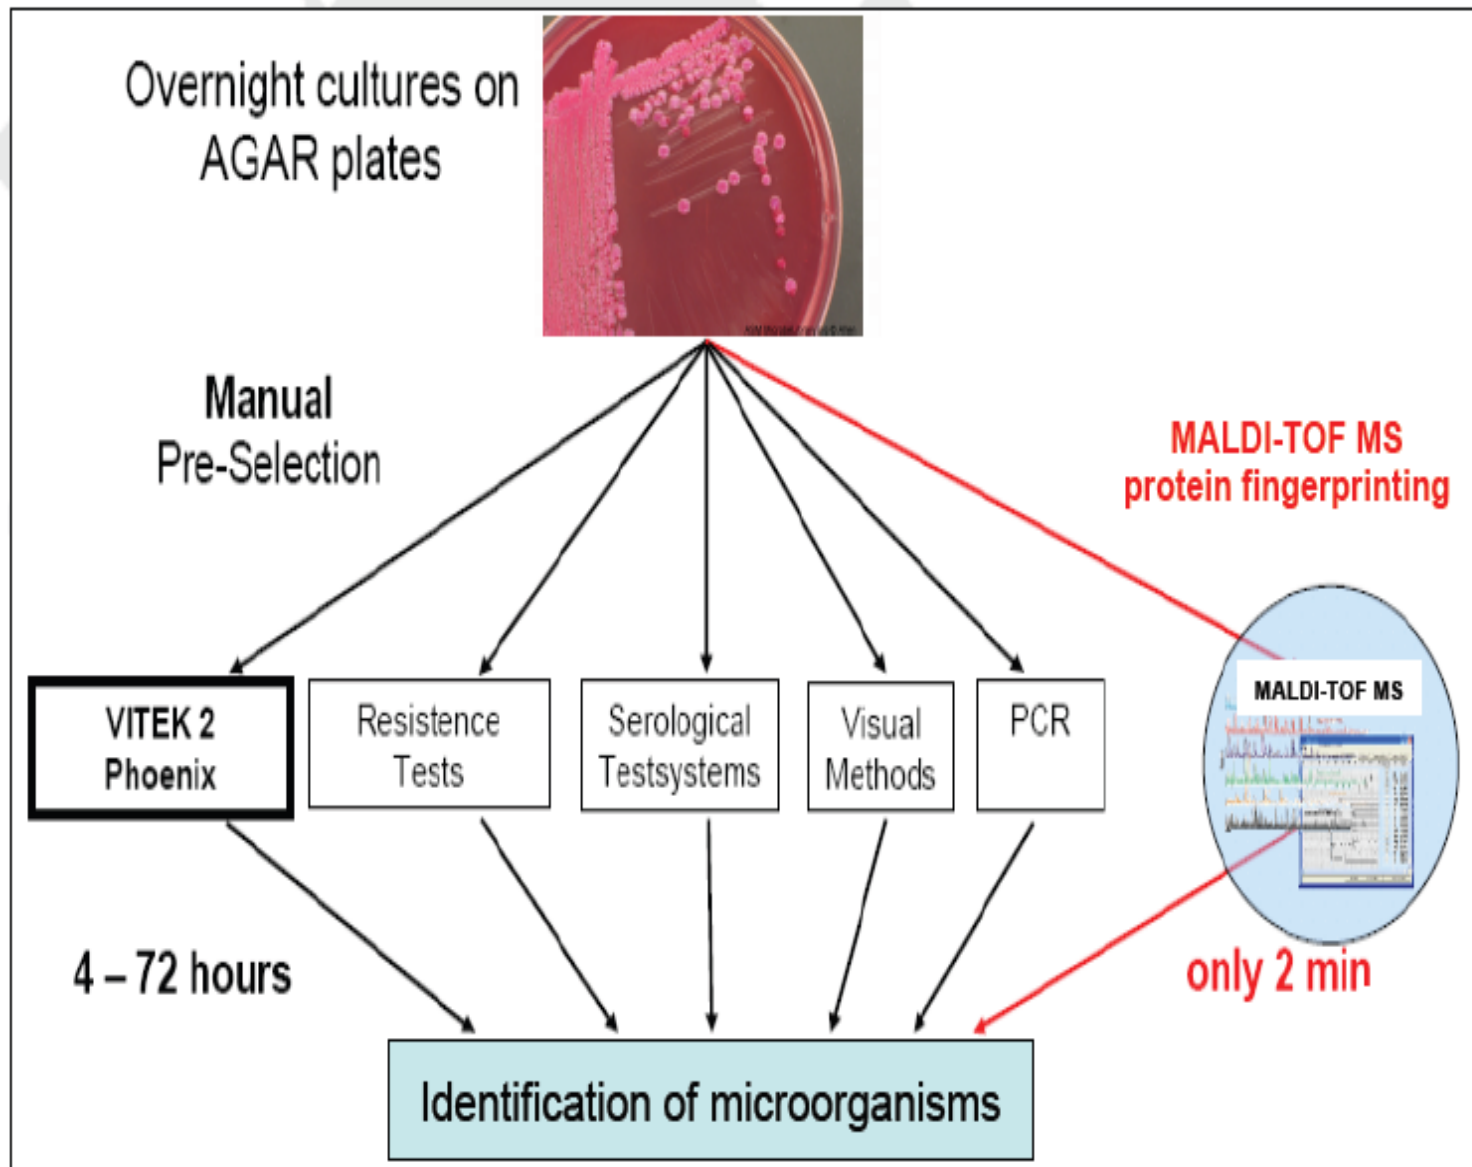 Overnight cultures on
AGAR plates
Manual
Pre-Selection
MALDI-TOF MS
protein fingerprinting
VITEK 2
Phoenix
Resistence
Tests
Serological
Testsystems
Visual
Methods
PCR
MALDI-TOF MS
4 – 72 hours
only 2 min
Identification of microorganisms